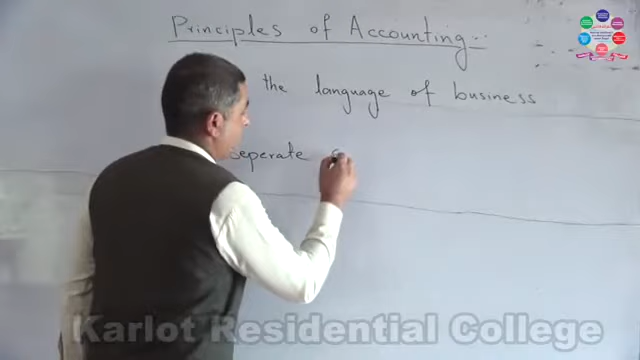 Principles of Accounting
the language of business
seperate
Karlot Residential College